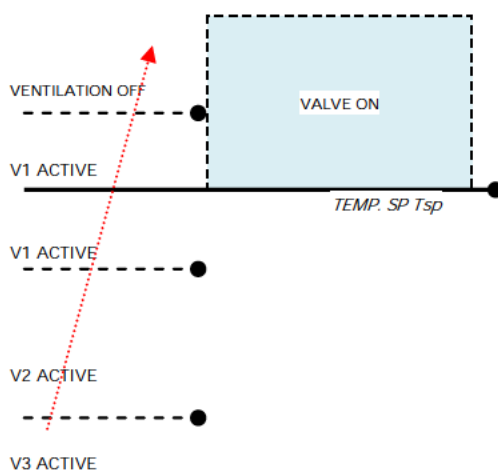 VENTILATION OFF
VALVE ON
V1 ACTIVE
TEMP. SP Tsp
V1 ACTIVE
V2 ACTIVE
V3 ACTIVE